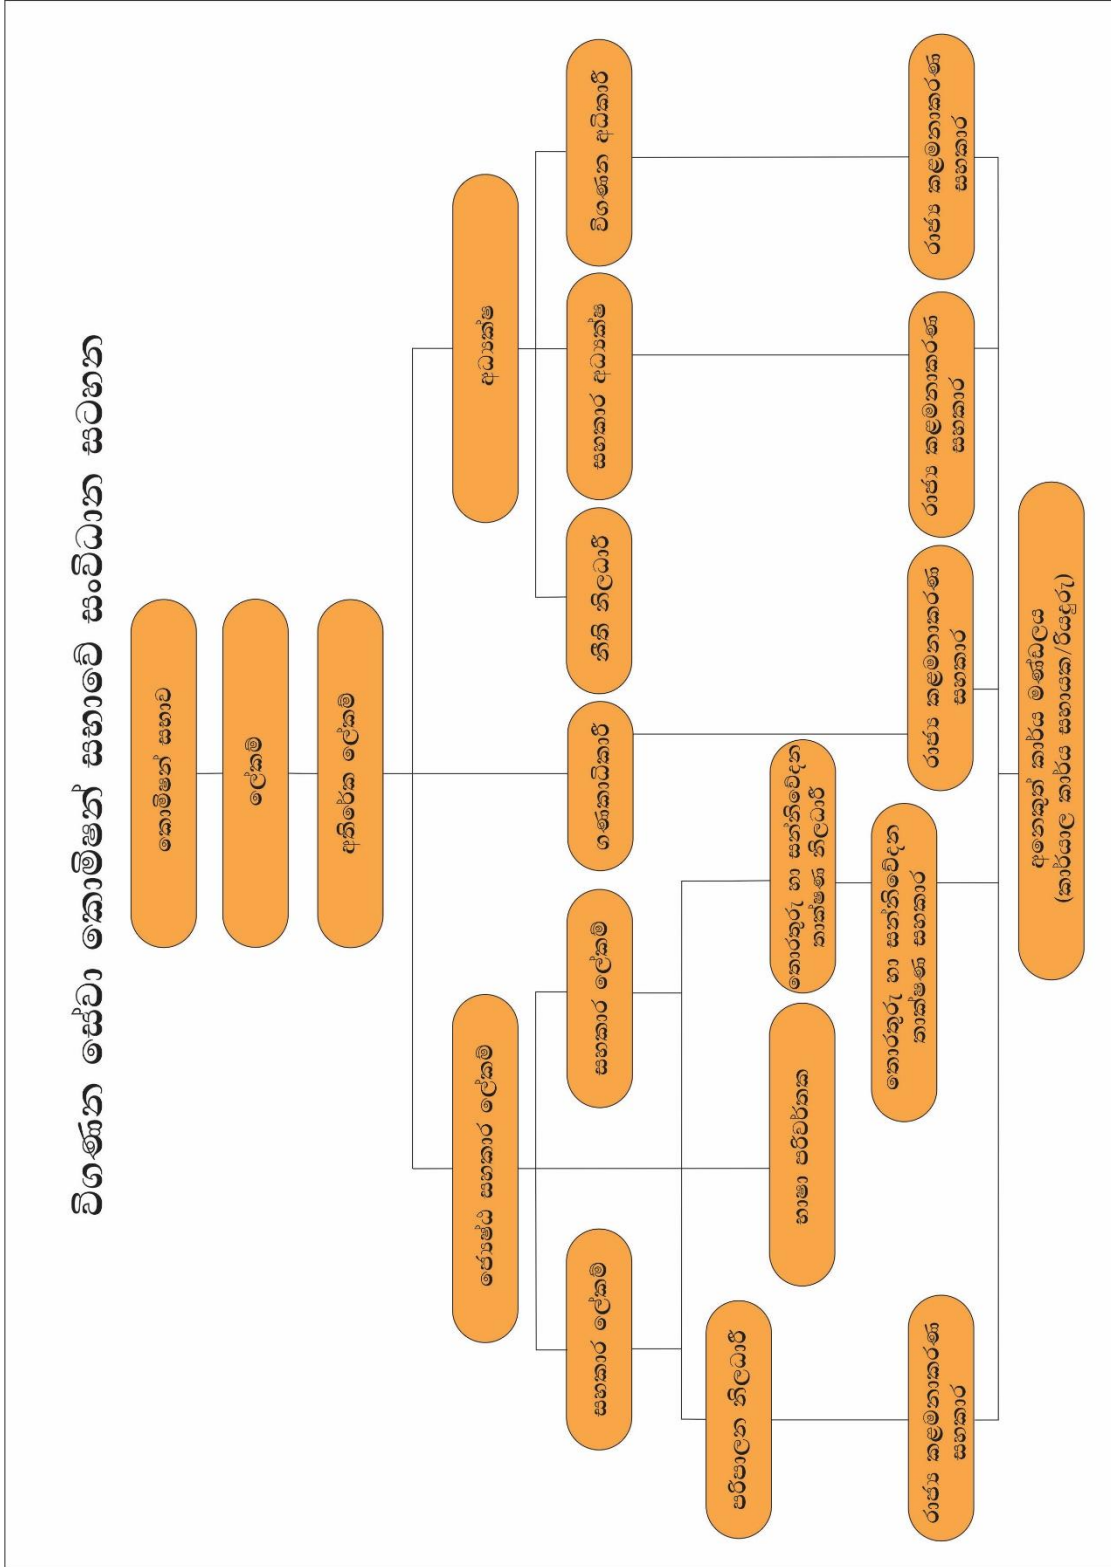 විගණන සේවා කොමිෂන් සභාවේ සංවිධාන සටහන
කොමිෂන් සභාව
ලේකම්
අතිරේක ලේකම්
ජ්‍යෙෂ්ඨ සහකාර ලේකම්
අධ්‍යක්ෂ
සහකාර ලේකම්
සහකාර ලේකම්
ගණකාධිකාරී
නීති නිලධාරී
සහකාර අධ්‍යක්ෂ
විගණන අධිකාරී
පරිපාලන නිලධාරී
භාෂා පරිවර්තක
තොරතුරු හා සන්නිවේදන
තාක්ෂණ නිලධාරී
තොරතුරු හා සන්නිවේදන
තාක්ෂණ සහකාර
රාජ්‍ය කළමනාකරණ
සහකාර
රාජ්‍ය කළමනාකරණ
සහකාර
රාජ්‍ය කළමනාකරණ
සහකාර
රාජ්‍ය කළමනාකරණ
සහකාර
අනෙකුත් කාර්ය මණ්ඩලය
(කාර්යාල කාර්ය සහායක/රියදුරු)